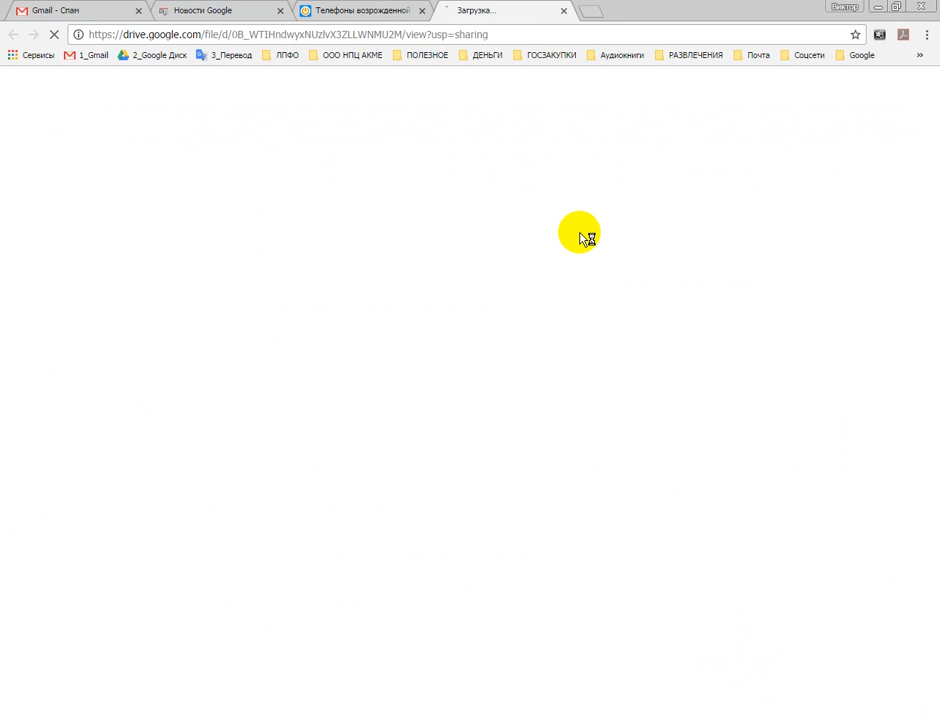 Gmail - Спам
Новости Google
Телефоны возрожденной
Загрузка...
Виктор
https://drive.google.com/file/d/0B_WTIHndwyxNUzlvX3ZLLWNMU2M/view?usp=sharing
Сервисы 1_Gmail 2_Google Диск 3_Перевод ЛПФО ООО НПЦ АКМЕ ПОЛЕЗНОЕ ДЕНЬГИ ГОСЗАКУПКИ Аудиокниги РАЗВЛЕЧЕНИЯ Почта Соцсети Google »